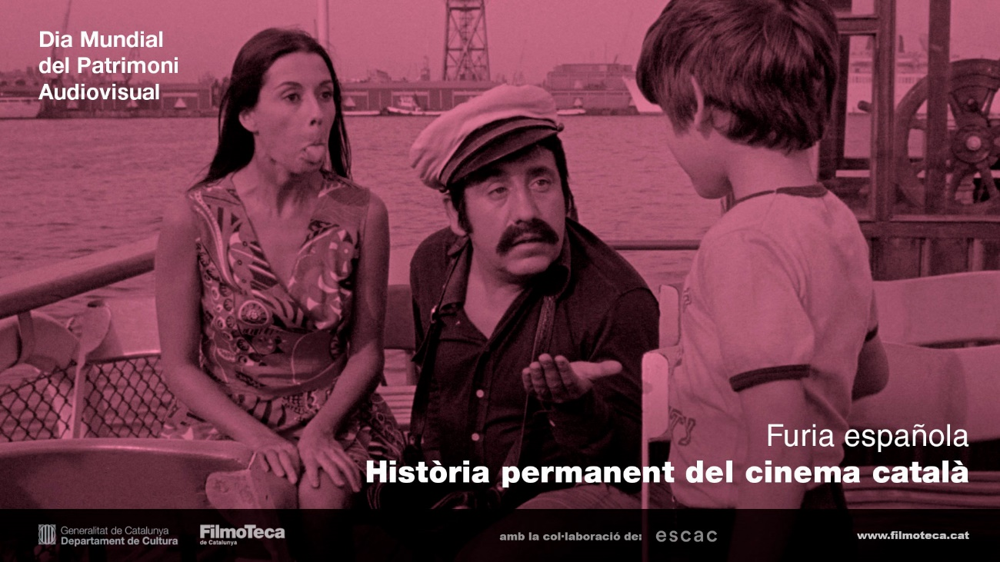 Dia Mundial
del Patrimoni
Audiovisual
Furia española
Història permanent del cinema català
Generalitat de Catalunya
Departament de Cultura
FilmoTeca
de Catalunya
amb la col·laboració de:
escac
www.filmoteca.cat